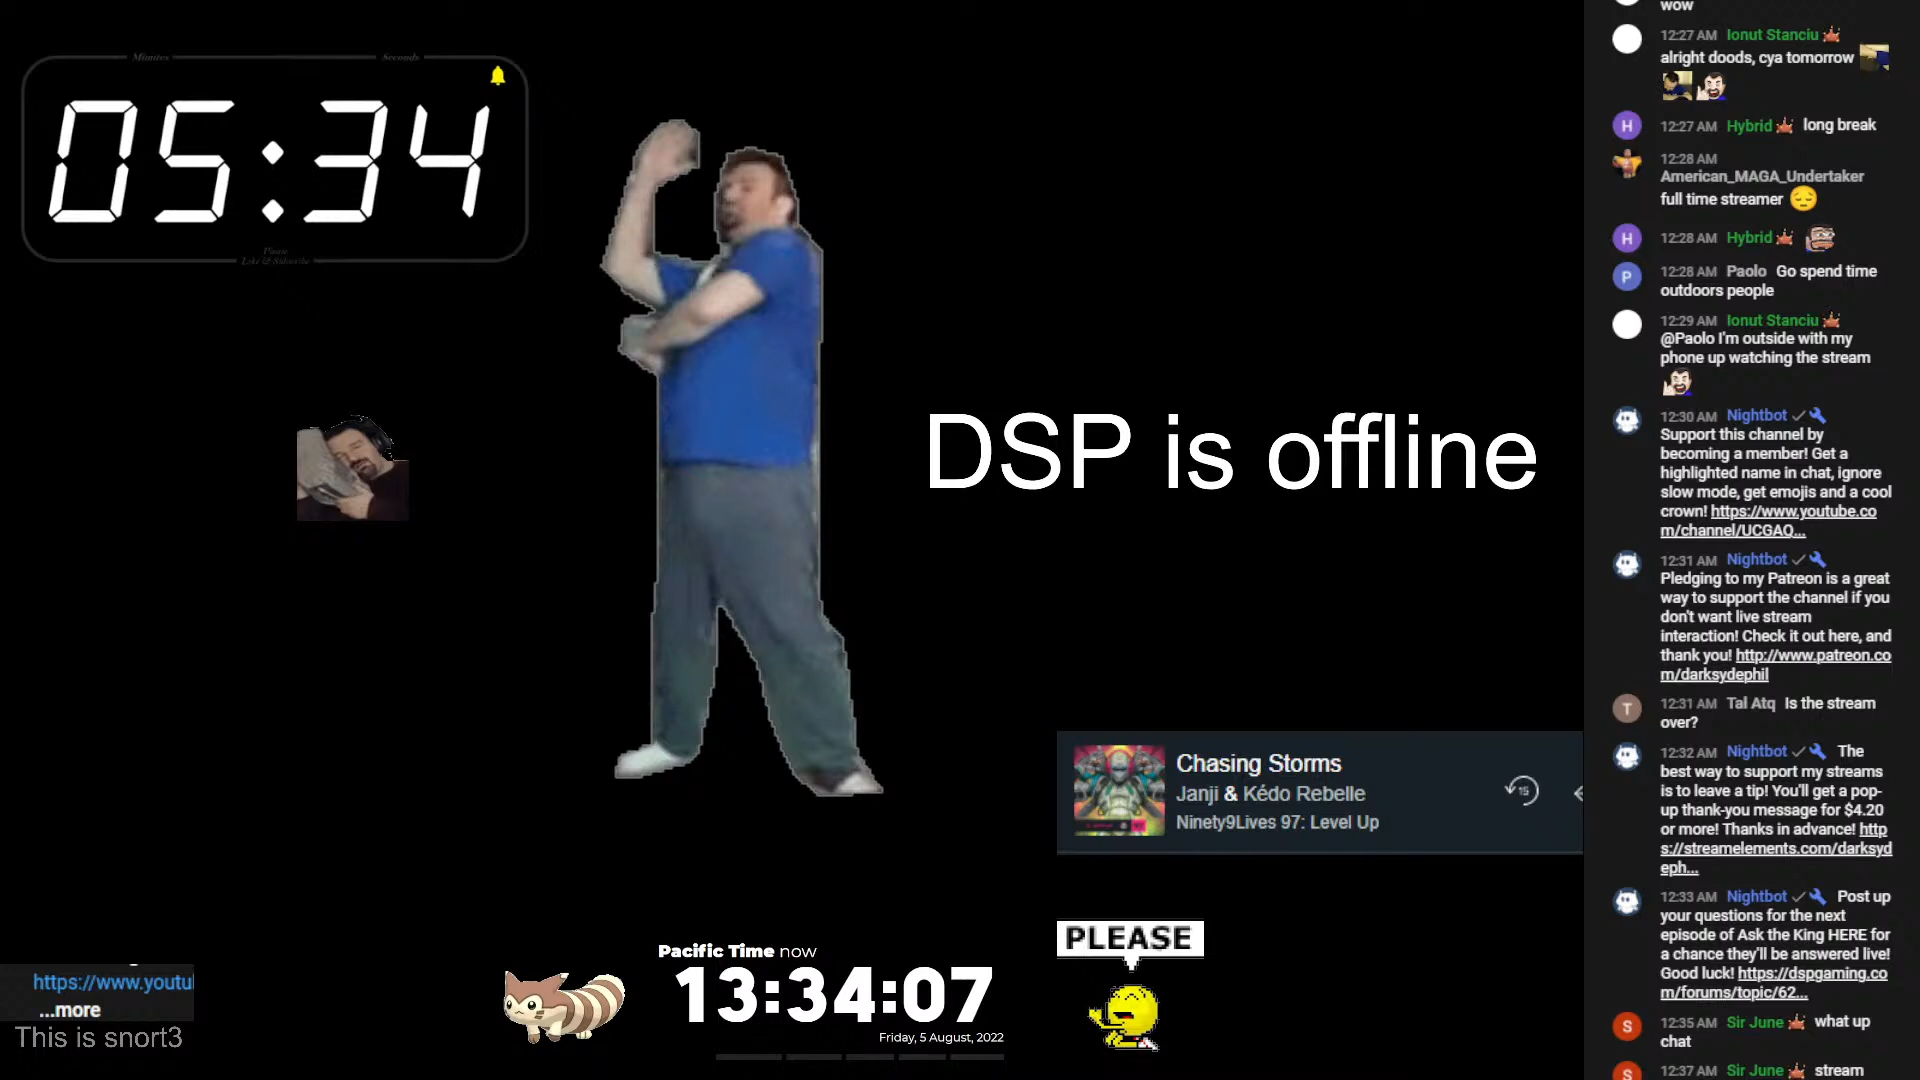 Minutes
Seconds
05:34
Please
Like & Subscribe
DSP is offline
Chasing Storms
Janji & Kédo Rebelle
Ninety9Lives 97: Level Up
15
PLEASE
Pacific Time now
13:34:07
Friday, 5 August, 2022
https://www.youtu
...more
This is snort3
wow
12:27 AM Ionut Stanciu
alright doods, cya tomorrow
H
12:27 AM Hybrid long break
12:28 AM
American_MAGA_Undertaker
full time streamer
H
12:28 AM Hybrid
P
12:28 AM Paolo Go spend time
outdoors people
12:29 AM Ionut Stanciu
@Paolo I'm outside with my
phone up watching the stream
12:30 AM Nightbot
Support this channel by
becoming a member! Get a
highlighted name in chat, ignore
slow mode, get emojis and a cool
crown! https://www.youtube.co
m/channel/UCGAQ...
12:31 AM Nightbot
Pledging to my Patreon is a great
way to support the channel if you
don't want live stream
interaction! Check it out here, and
thank you! http://www.patreon.co
m/darksydephil
T
12:31 AM Tal Atq Is the stream
over?
12:32 AM Nightbot The
best way to support my streams
is to leave a tip! You'll get a pop-
up thank-you message for $4.20
or more! Thanks in advance! http
s://streamelements.com/darksyd
eph...
12:33 AM Nightbot Post up
your questions for the next
episode of Ask the King HERE for
a chance they'll be answered live!
Good luck! https://dspgaming.co
m/forums/topic/62...
S
12:35 AM Sir June what up
chat
S
12:37 AM Sir June stream